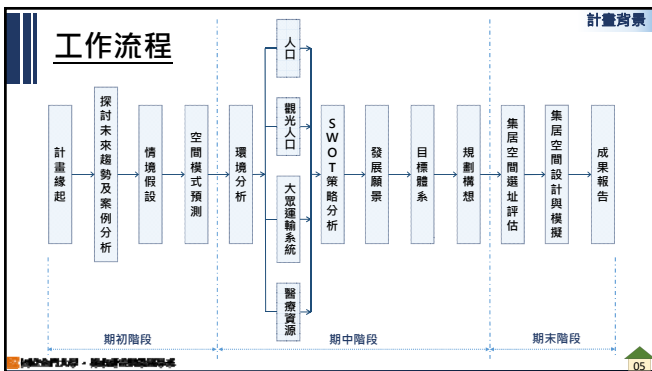 計畫背景
工作流程
計畫緣起
探討未來趨勢及案例分析
情境假設
空間模式預測
環境分析
人口
觀光人口
大眾運輸系統
醫療資源
SWOT策略分析
發展願景
目標體系
規劃構想
集居空間選址評估
集居空間設計與模擬
成果報告
期初階段
期中階段
期末階段
05